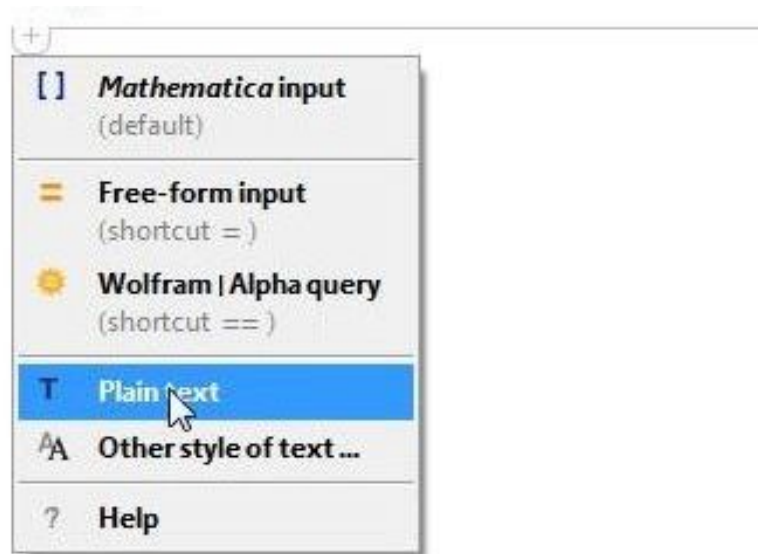 +
[ ] Mathematica input
(default)
= Free-form input
(shortcut = )
Wolfram | Alpha query
(shortcut == )
T Plain text
AA Other style of text ...
? Help